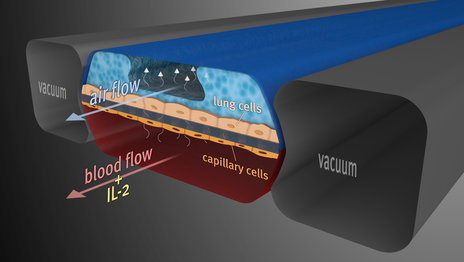 vacuum
air flow
lung cells
capillary cells
blood flow
+
IL-2
vacuum